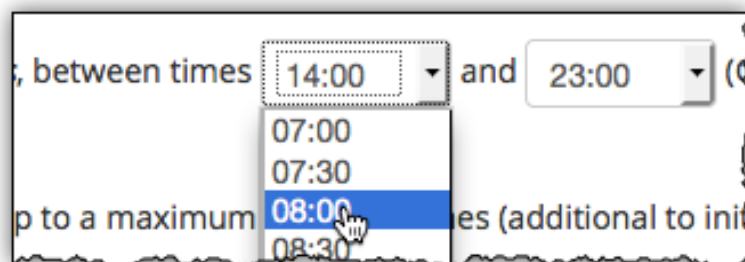 , between times 14:00 and 23:00 (
07:00
07:30
p to a maximum 08:00 es (additional to init
08:30